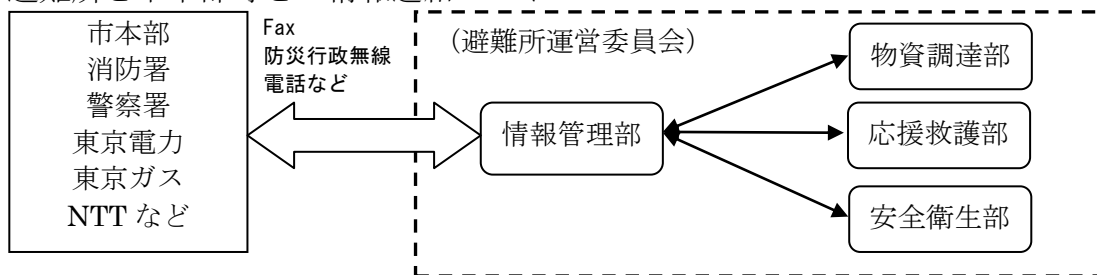 市本部
消防署
警察署
東京電力
東京ガス
NTT など
Fax
防災行政無線
電話など
（避難所運営委員会）
情報管理部
物資調達部
応援救護部
安全衛生部